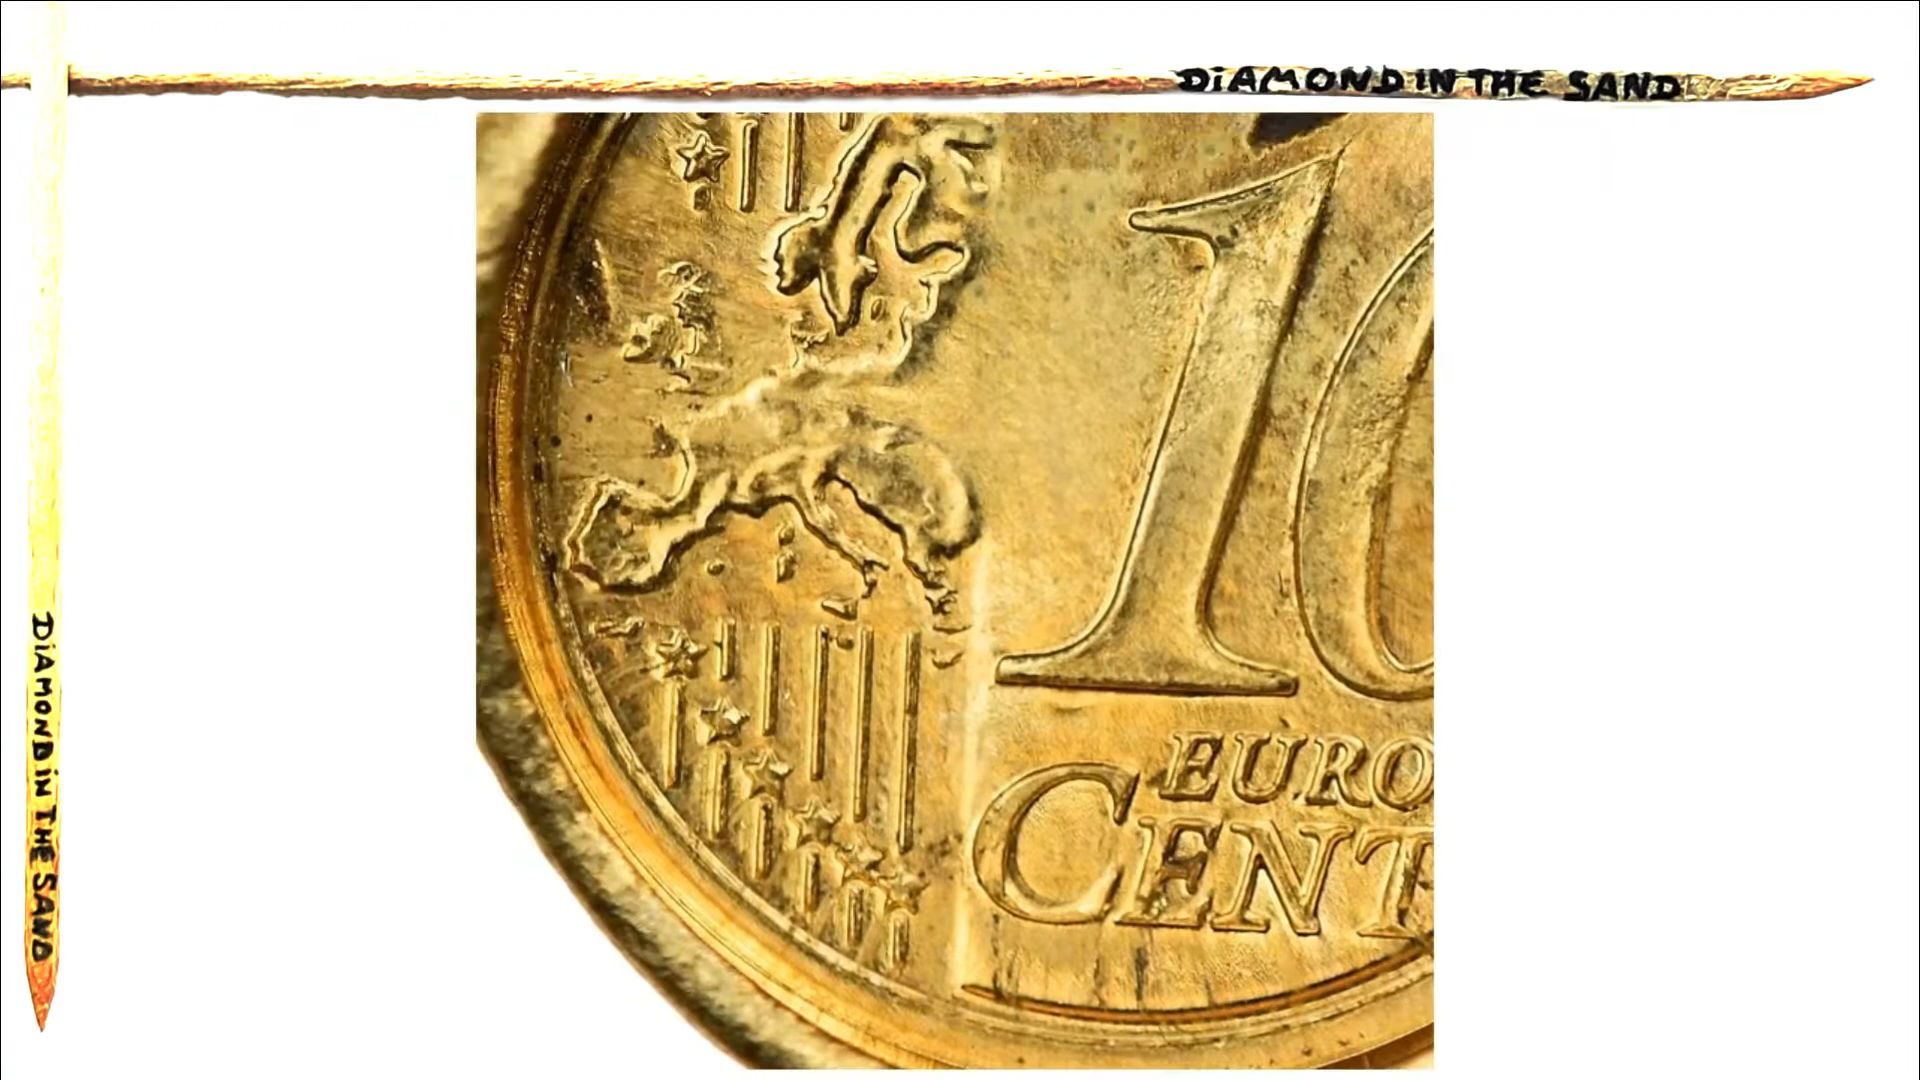 DiAMOND IN THE SAND
10
EURO
CENT
DiAMOND iN THE SAND